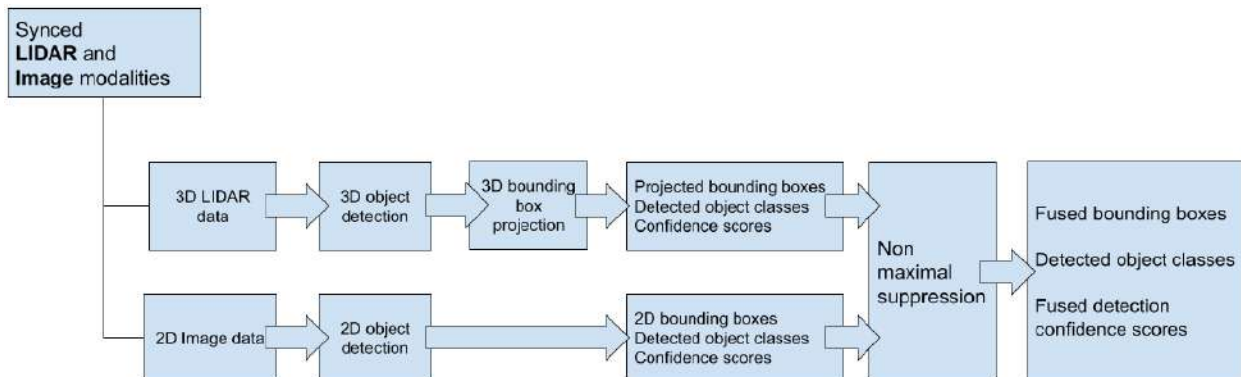 Synced
LIDAR and
Image modalities
3D LIDAR
data
3D object
detection
3D bounding
box
projection
Projected bounding boxes
Detected object classes
Confidence scores
Non
maximal
suppression
Fused bounding boxes
Detected object classes
Fused detection
confidence scores
2D Image data
2D object
detection
2D bounding boxes
Detected object classes
Confidence scores